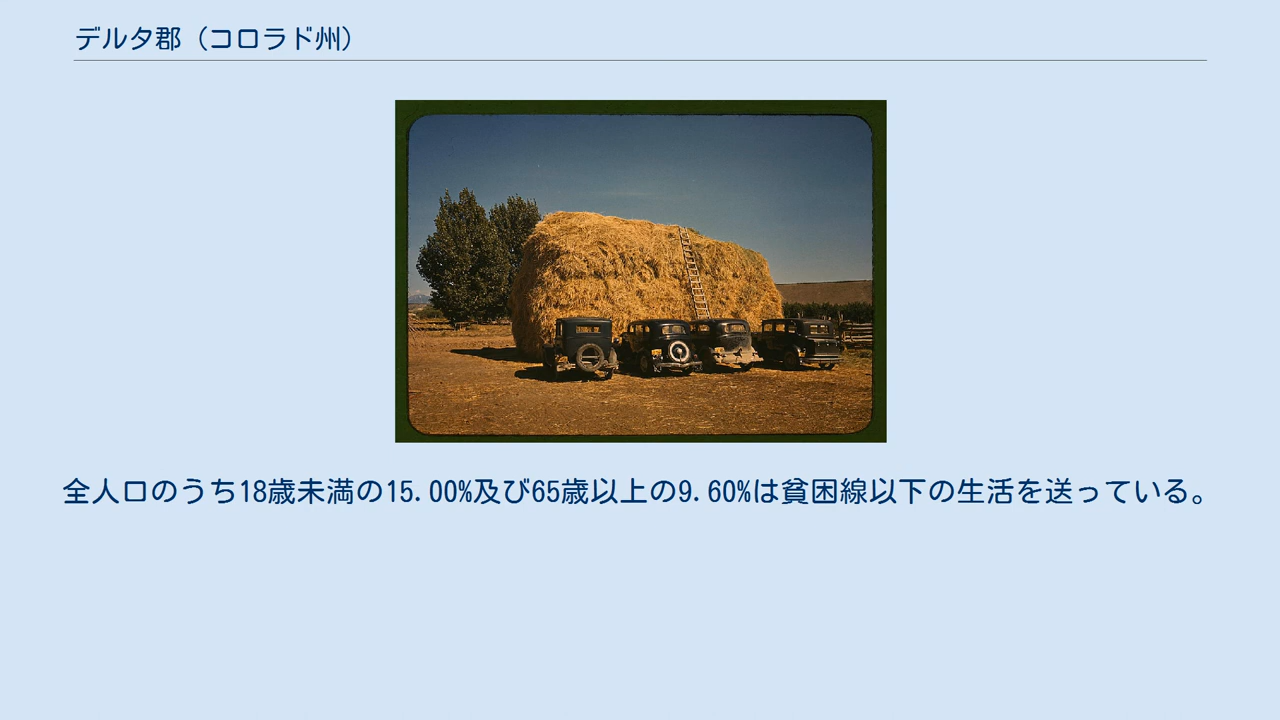 デルタ郡（コロラド州）
全人口のうち18歳未満の15.00%及び65歳以上の9.60%は貧困線以下の生活を送っている。